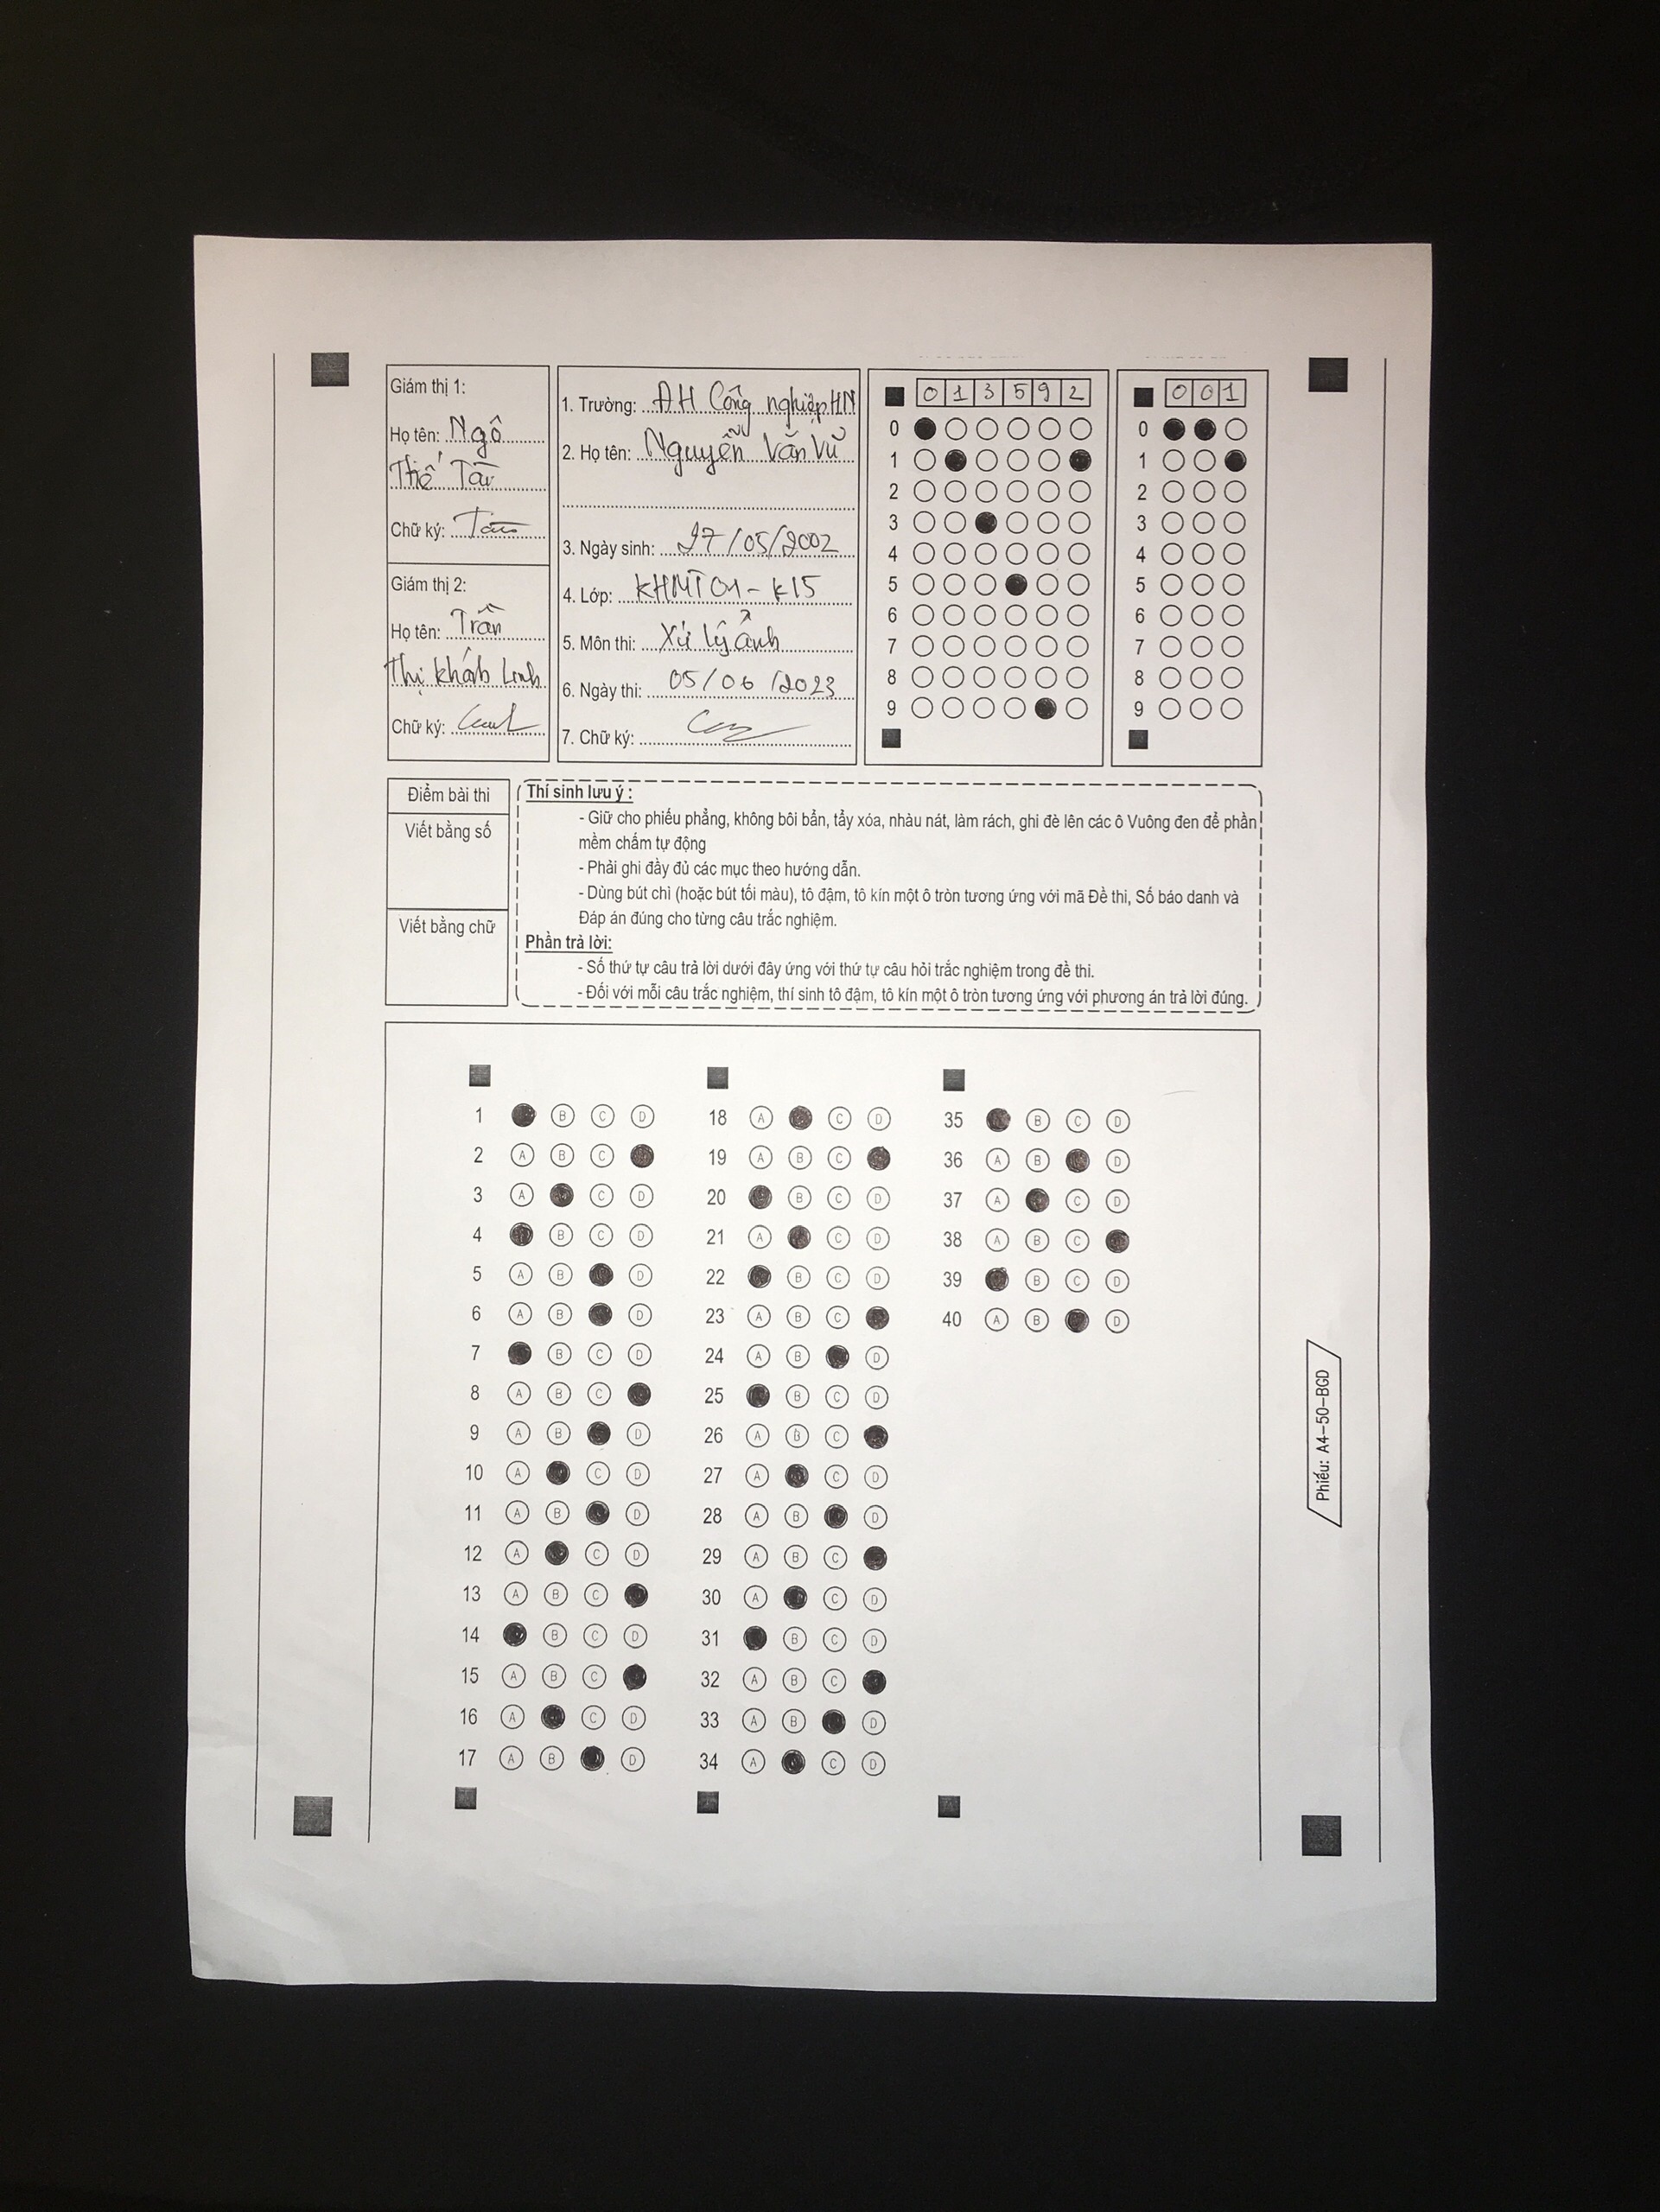 Giám thị 1:
Họ tên: Ngô
Thế Tài
Chữ ký: Tài
Giám thị 2:
Họ tên: Trần
Thị Khánh Linh
Chữ ký:
1. Trường: ĐH Công nghiệp HN
2. Họ tên: Nguyễn Văn Vũ
3. Ngày sinh: 27/05/2002
4. Lớp: KHMT01-K15
5. Môn thi: Xử lý ảnh
6. Ngày thi: 05/06/2023
7. Chữ ký:
0 1 3 5 9 2
0
1
2
3
4
5
6
7
8
9
0 0 1
0
1
2
3
4
5
6
7
8
9
Điểm bài thi
Viết bằng số
Viết bằng chữ
Thí sinh lưu ý :
- Giữ cho phiếu phẳng, không bôi bẩn, tẩy xóa, nhàu nát, làm rách, ghi đè lên các ô Vuông đen để phần
mềm chấm tự động
- Phải ghi đầy đủ các mục theo hướng dẫn.
- Dùng bút chì (hoặc bút tối màu), tô đậm, tô kín một ô tròn tương ứng với mã Đề thi, Số báo danh và
Đáp án đúng cho từng câu trắc nghiệm.
Phần trả lời:
- Số thứ tự câu trả lời dưới đây ứng với thứ tự câu hỏi trắc nghiệm trong đề thi.
- Đối với mỗi câu trắc nghiệm, thí sinh tô đậm, tô kín một ô tròn tương ứng với phương án trả lời đúng.
1 B C D
2 A B C
3 A C D
4 B C D
5 A B D
6 A B D
7 B C D
8 A B C
9 A B D
10 A C D
11 A B D
12 A C D
13 A B C
14 B C D
15 A B C
16 A C D
17 A B D
18 A C D
19 A B C
20 B C D
21 A C D
22 B C D
23 A B C
24 A B D
25 B C D
26 A B C
27 A C D
28 A B D
29 A B C
30 A C D
31 B C D
32 A B C
33 A B D
34 A C D
35 B C D
36 A B D
37 A C D
38 A B C
39 B C D
40 A B D
Phiếu: A4-50-BGD